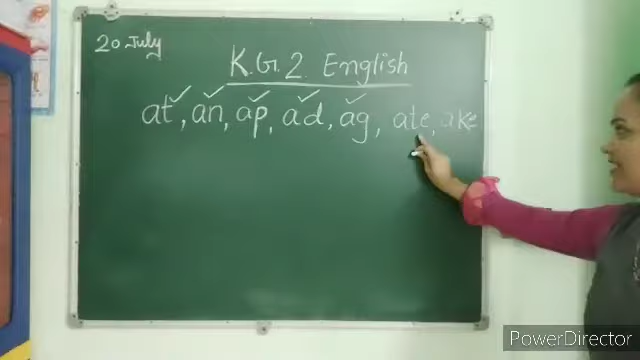 20 July
K.G.2. English
at, an, ap, ad, ag, ate, ake
PowerDirector